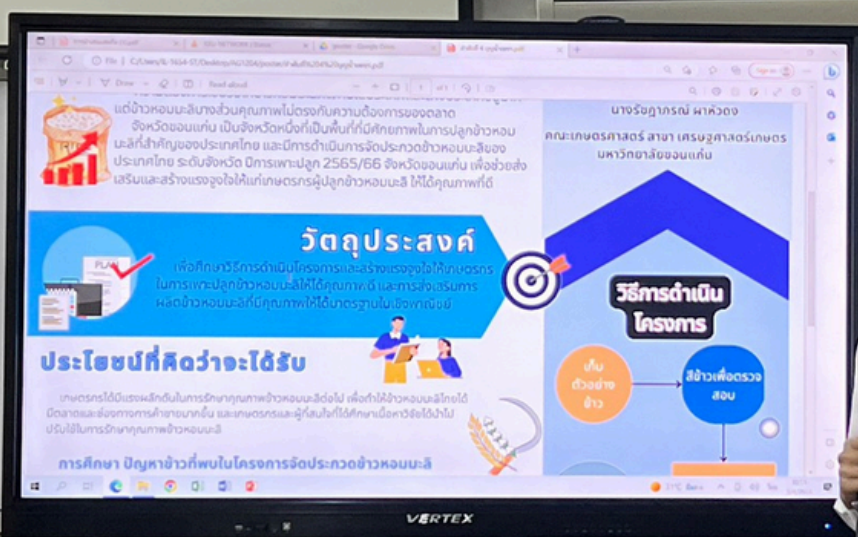 File
Draw
Read aloud
แต่ข้าวหอมมะลิบางส่วนคุณภาพไม่ตรงกับความต้องการของตลาด
จังหวัดขอนแก่น เป็นจังหวัดหนึ่งที่เป็นพื้นที่ที่มีศักยภาพในการปลูกข้าวหอม
มะลิที่สำคัญของประเทศไทย และมีการดำเนินการจัดประกวดข้าวหอมมะลิของ
ประเทศไทย ระดับจังหวัด ปีการเพาะปลูก 2565/66 จังหวัดขอนแก่น เพื่อช่วยส่ง
เสริมและสร้างแรงจูงใจให้แก่เกษตรกรผู้ปลูกข้าวหอมมะลิ ให้ได้คุณภาพที่ดี
วัตถุประสงค์
PLAN
เพื่อศึกษาวิธีการดำเนินโครงการและสร้างแรงจูงใจให้เกษตรกร
ในการเพาะปลูกข้าวหอมมะลิให้ได้คุณภาพดี และการส่งเสริมการ
ผลิตข้าวหอมมะลิที่มีคุณภาพให้ได้มาตรฐานในเชิงพาณิชย์
ประโยชน์ที่คิดว่าจะได้รับ
เกษตรกรได้มีแรงผลักดันในการรักษาคุณภาพข้าวหอมมะลิต่อไป เพื่อทำให้ข้าวหอมมะลิไทยได้
มีตลาดและช่องทางการค้าขายมากขึ้น และเกษตรกรและผู้ที่สนใจที่ได้ศึกษาเนื้อหาวิจัยได้นำไป
ปรับใช้ในการรักษาคุณภาพข้าวหอมมะลิ
การศึกษา ปัญหาข้าวที่พบในโครงการจัดประกวดข้าวหอมมะลิ
นางรัชฎาภรณ์ ผาหัวดง
คณะเกษตรศาสตร์ สาขา เศรษฐศาสตร์เกษตร
มหาวิทยาลัยขอนแก่น
วิธีการดำเนิน
โครงการ
เก็บ
ตัวอย่าง
ข้าว
สีข้าวเพื่อตรวจ
สอบ
VERTEX